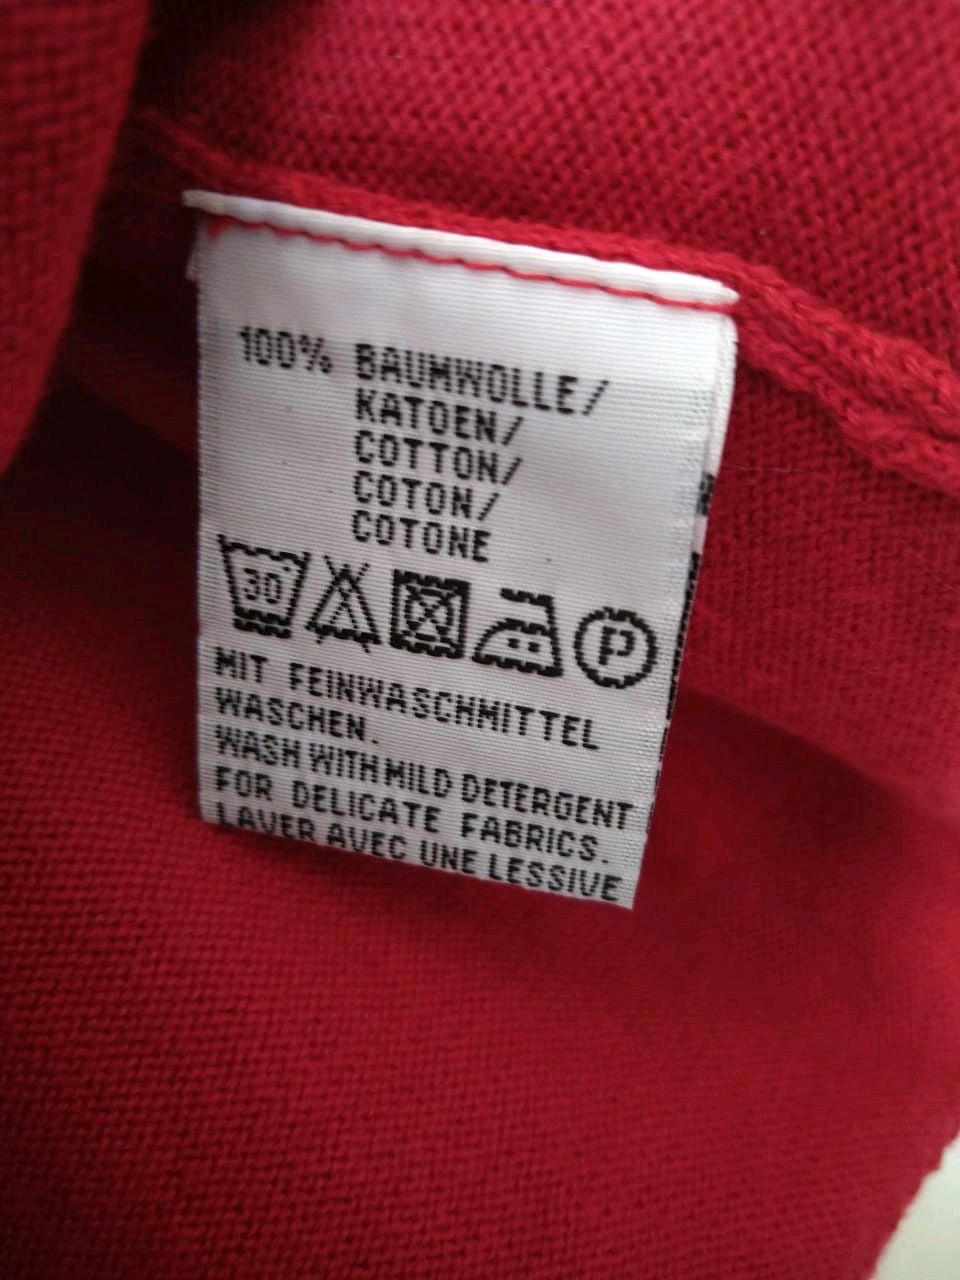 100% BAUMWOLLE/
KATOEN/
COTTON/
COTON/
COTONE
30 P
MIT FEINWASCHMITTEL
WASCHEN.
WASH WITH MILD DETERGENT
FOR DELICATE FABRICS.
LAVER AVEC UNE LESSIVE